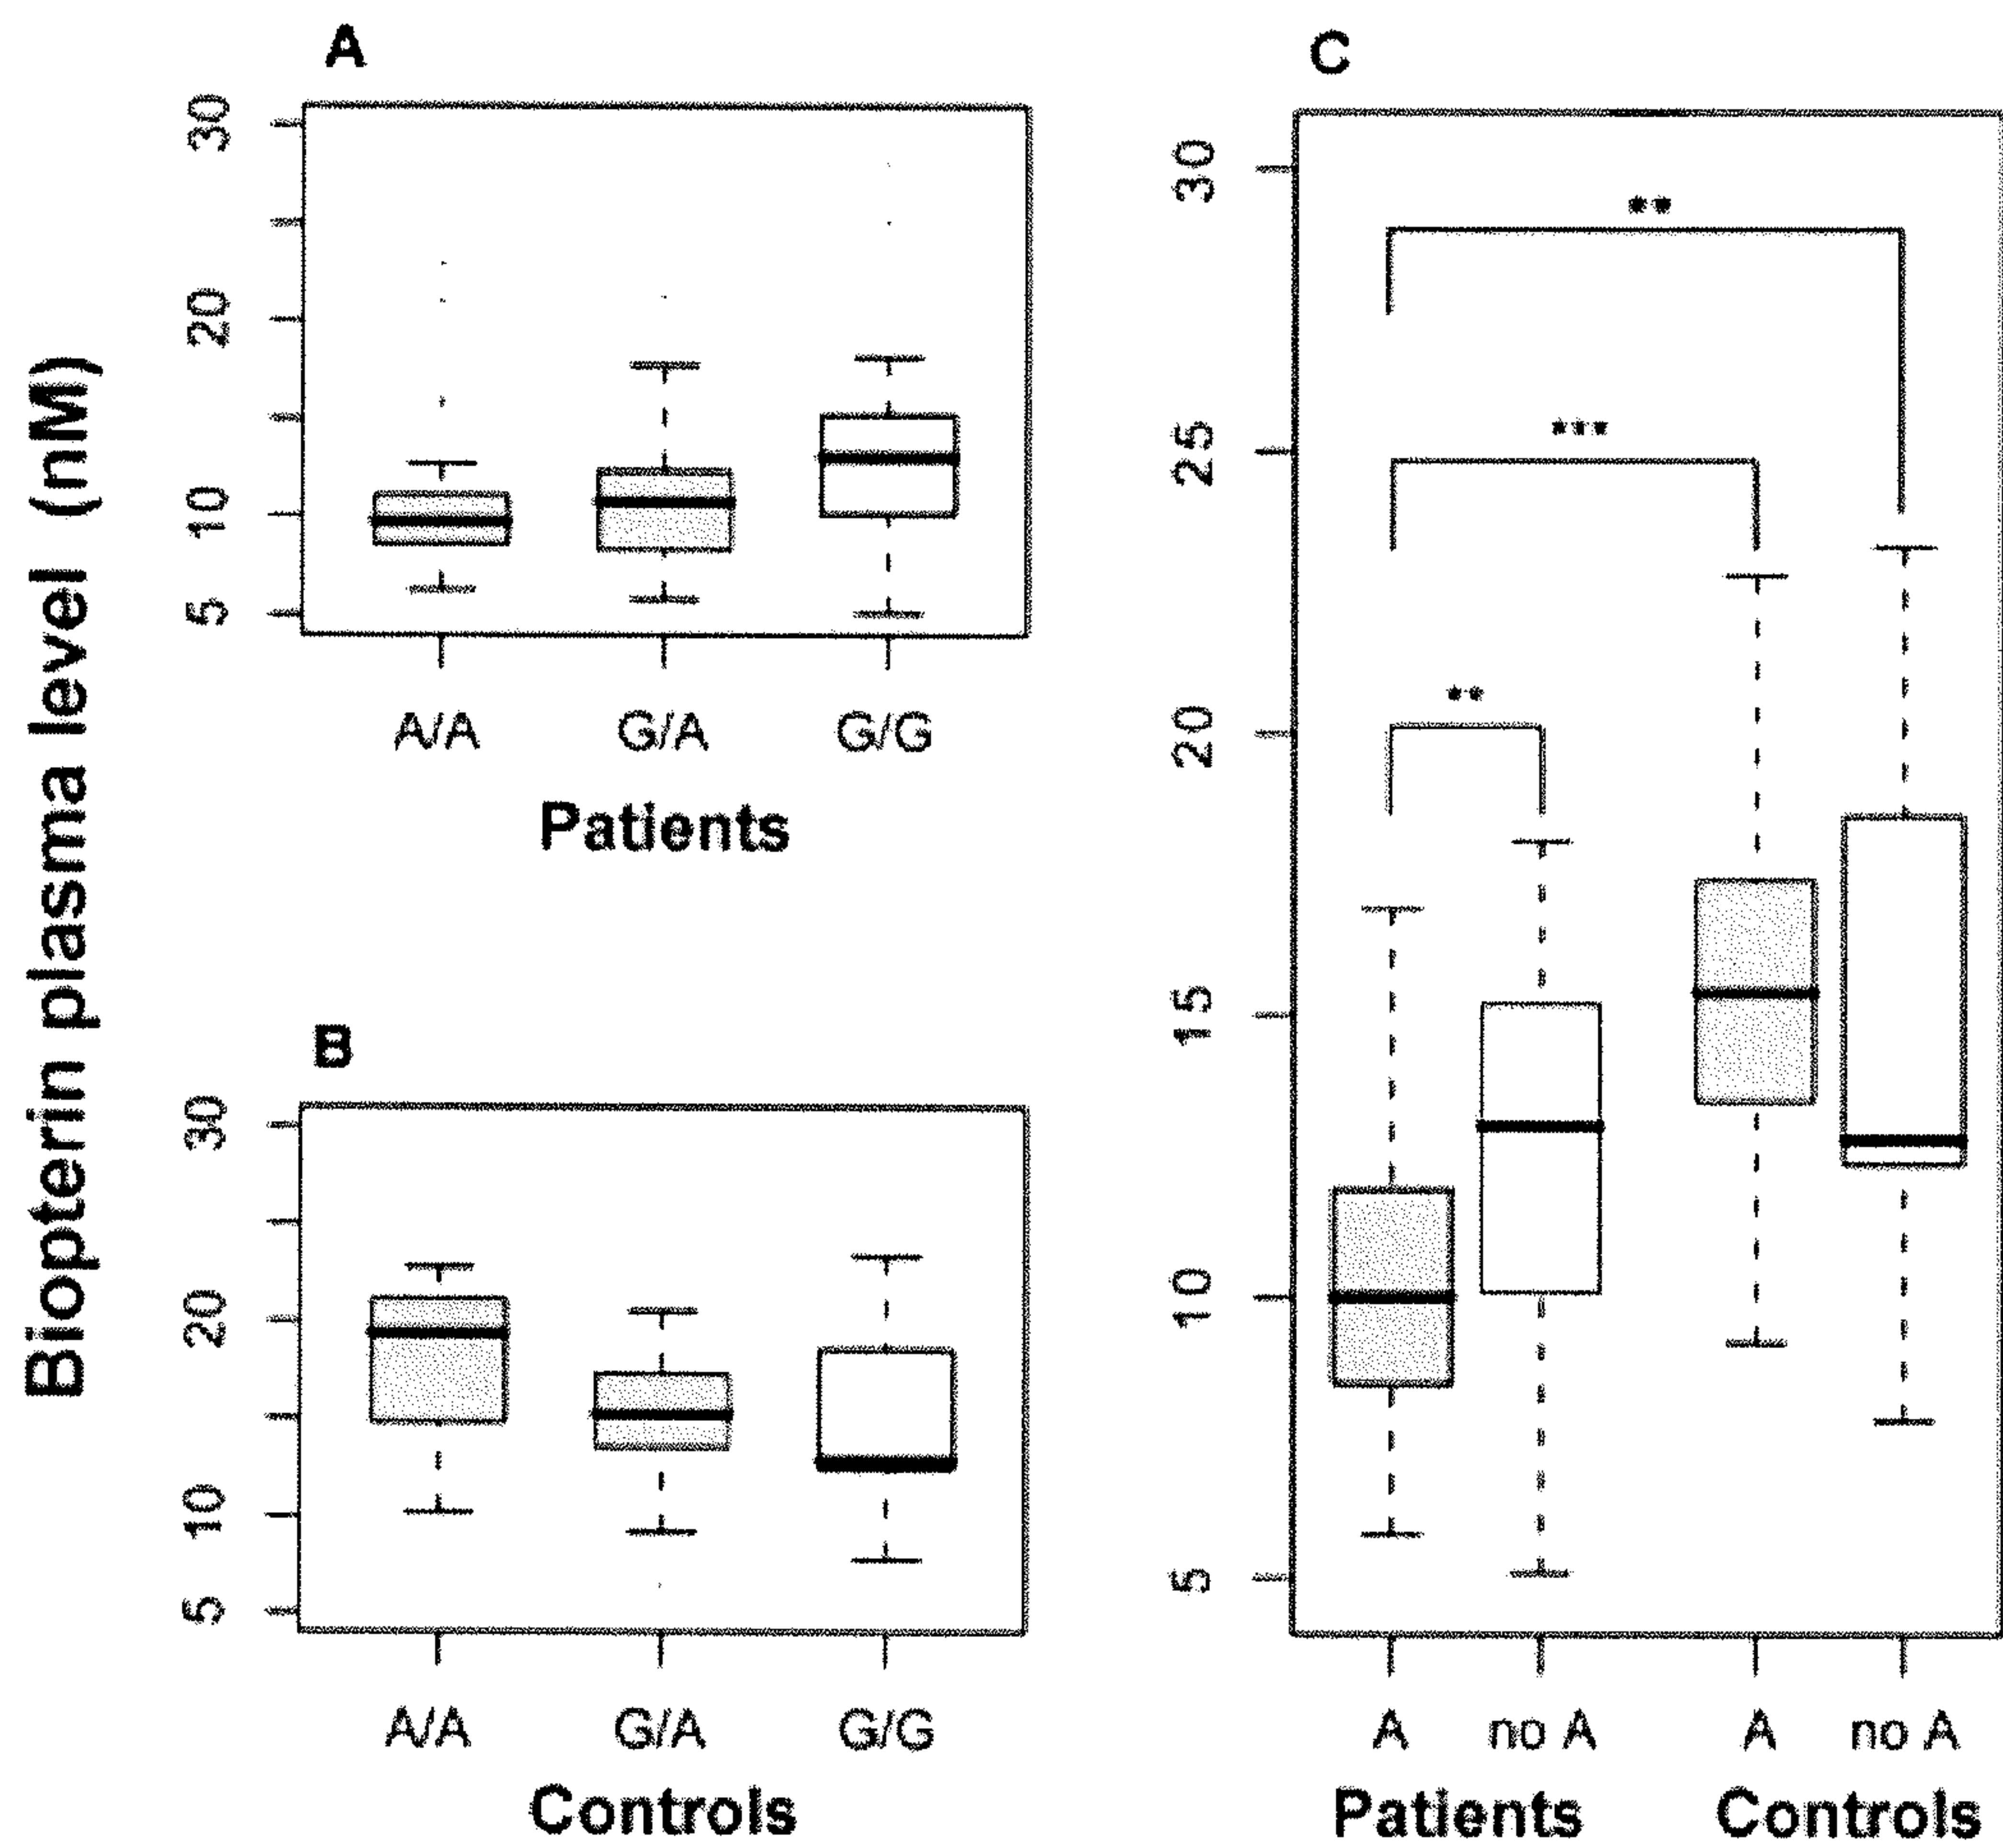 Biopterin plasma level (nM)
A
30
20
10
5
A/A G/A G/G
Patients
B
30
20
10
5
A/A G/A G/G
Controls
C
30
25
20
15
10
5
**
***
**
A no A A no A
Patients Controls